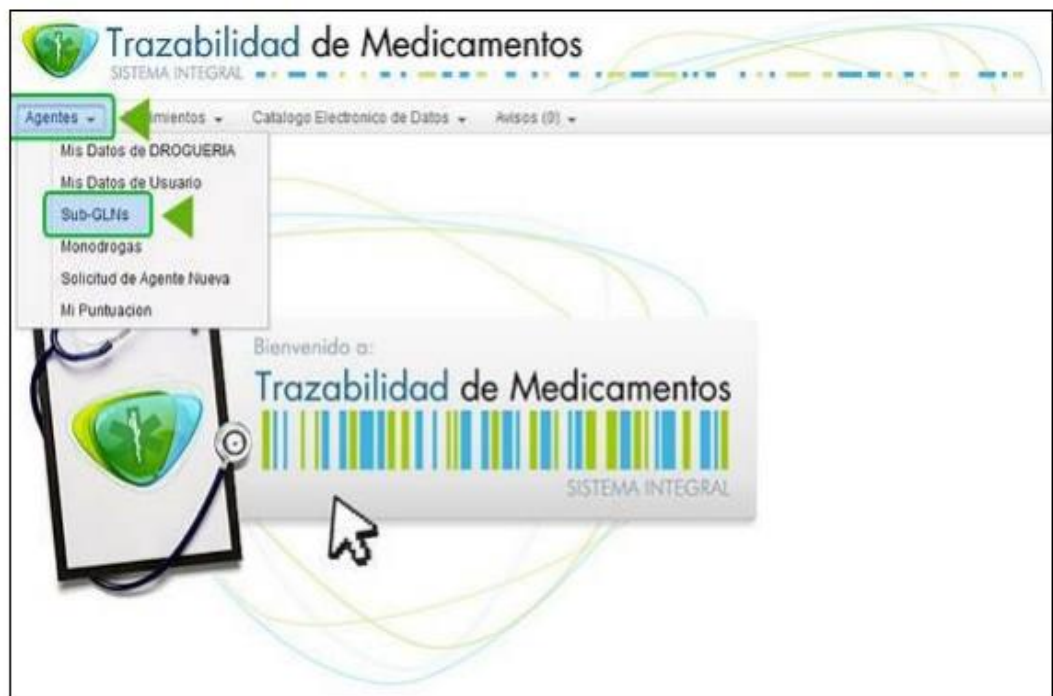 Trazabilidad de Medicamentos
SISTEMA INTEGRAL
Agentes imientos Catalogo Electronico de Datos Avisos (0)
Mis Datos de DROGUERIA
Mis Datos de Usuario
Sub-GLNs
Monodrogas
Solicitud de Agente Nueva
Mi Puntuacion
Bienvenido a:
Trazabilidad de Medicamentos
SISTEMA INTEGRAL